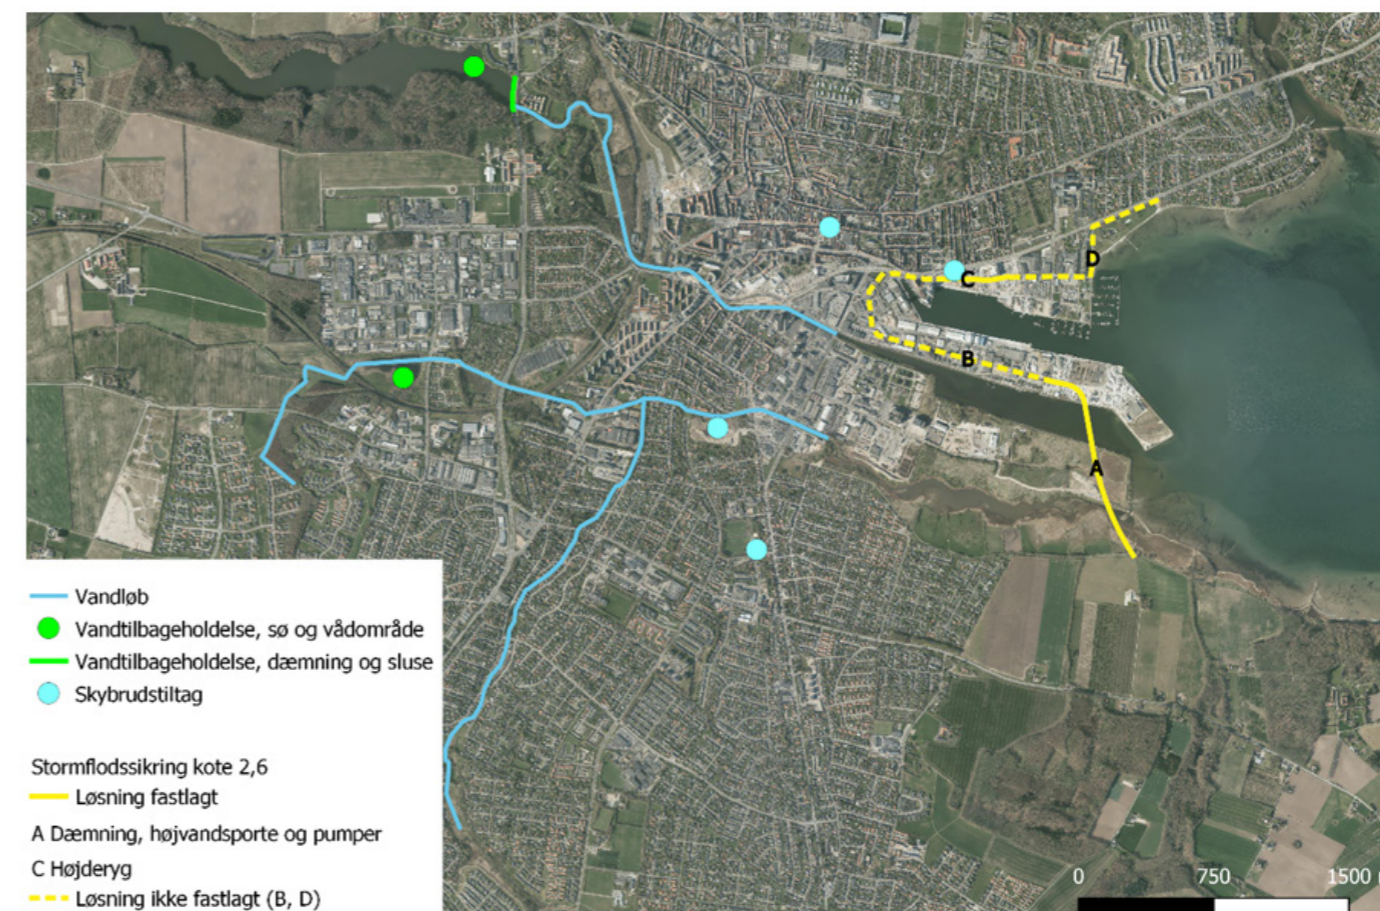 D
C
B
A
Vandløb
Vandtilbageholdelse, sø og vådområde
Vandtilbageholdelse, dæmning og sluse
Skybrudstiltag
Stormflodssikring kote 2,6
Løsning fastlagt
A Dæmning, højvandsporte og pumper
C Højderyg
Løsning ikke fastlagt (B, D)
0 750 1500